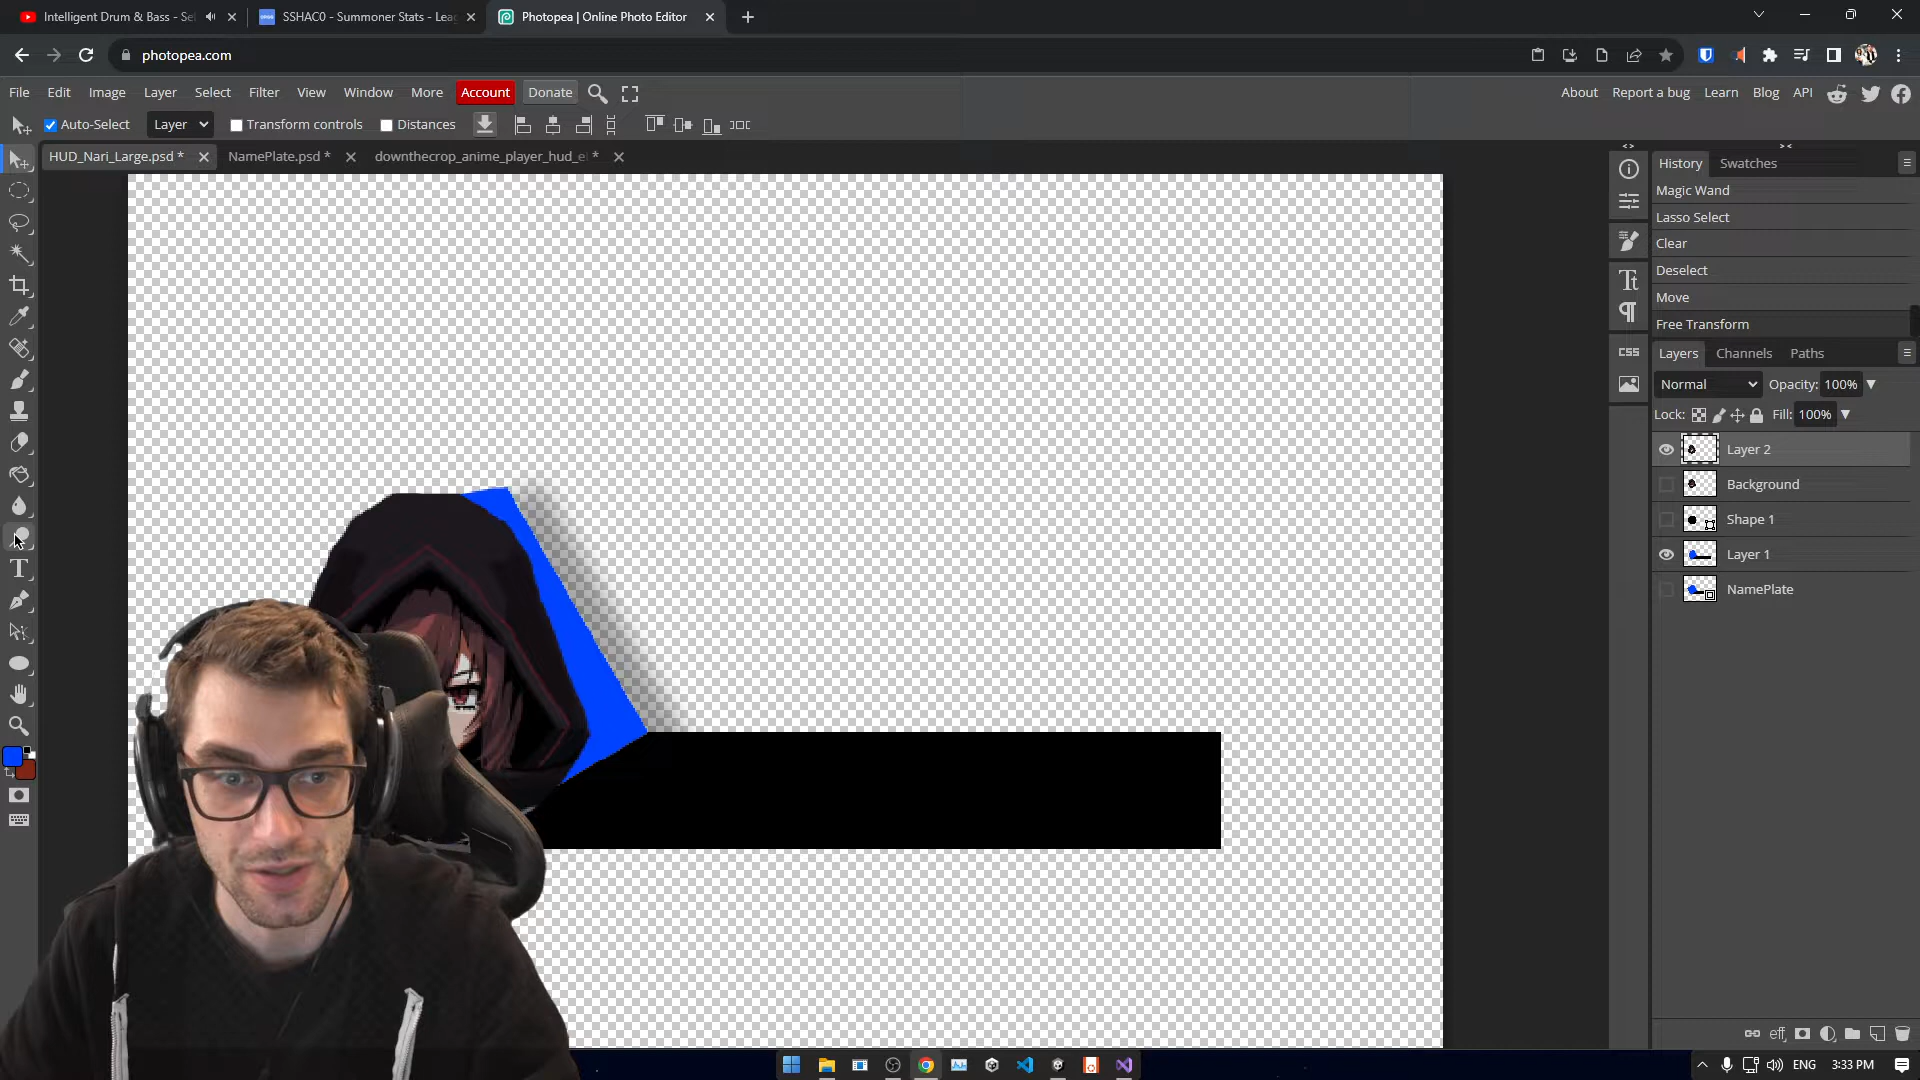 Intelligent Drum & Bass - Se
SSHAC0 - Summoner Stats - Lea
Photopea | Online Photo Editor
photopea.com
File Edit Image Layer Select Filter View Window More Account Donate
About Report a bug Learn Blog API
Auto-Select Layer Transform controls Distances
HUD_Nari_Large.psd *
NamePlate.psd *
downthecrop_anime_player_hud_e *
History Swatches
Magic Wand
Lasso Select
Clear
Deselect
Move
Free Transform
CSS
Layers Channels Paths
Normal Opacity: 100%
Lock: Fill: 100%
Layer 2
Background
Shape 1
Layer 1
NamePlate
eff
ENG 3:33 PM